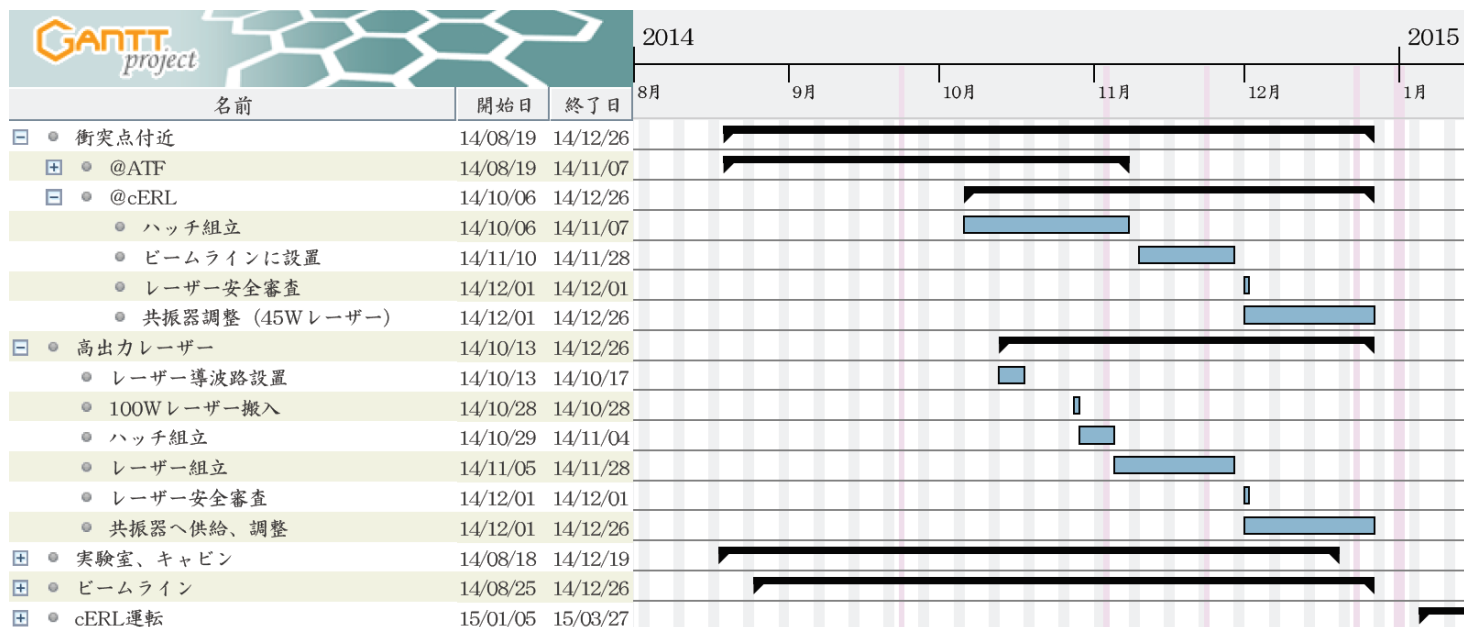 GANTT project
2014 2015
8月 9月 10月 11月 12月 1月
名前 開始日 終了日
衝突点付近 14/08/19 14/12/26
@ATF 14/08/19 14/11/07
@cERL 14/10/06 14/12/26
ハッチ組立 14/10/06 14/11/07
ビームラインに設置 14/11/10 14/11/28
レーザー安全審査 14/12/01 14/12/01
共振器調整（45Wレーザー） 14/12/01 14/12/26
高出力レーザー 14/10/13 14/12/26
レーザー導波路設置 14/10/13 14/10/17
100Wレーザー搬入 14/10/28 14/10/28
ハッチ組立 14/10/29 14/11/04
レーザー組立 14/11/05 14/11/28
レーザー安全審査 14/12/01 14/12/01
共振器へ供給、調整 14/12/01 14/12/26
実験室、キャビン 14/08/18 14/12/19
ビームライン 14/08/25 14/12/26
cERL運転 15/01/05 15/03/27